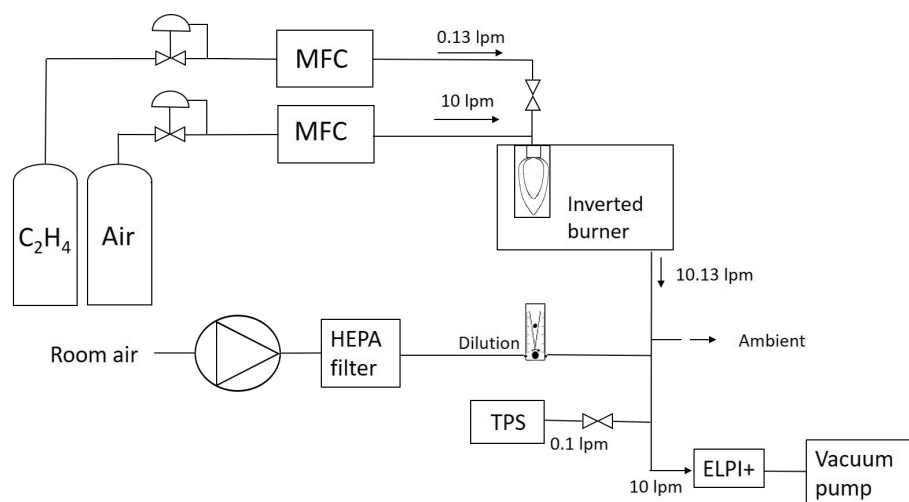 0.13 lpm
MFC
10 lpm
MFC
C₂H₄
Air
Inverted
burner
10.13 lpm
Ambient
Room air
HEPA
filter
Dilution
TPS
0.1 lpm
10 lpm
ELPI+
Vacuum
pump